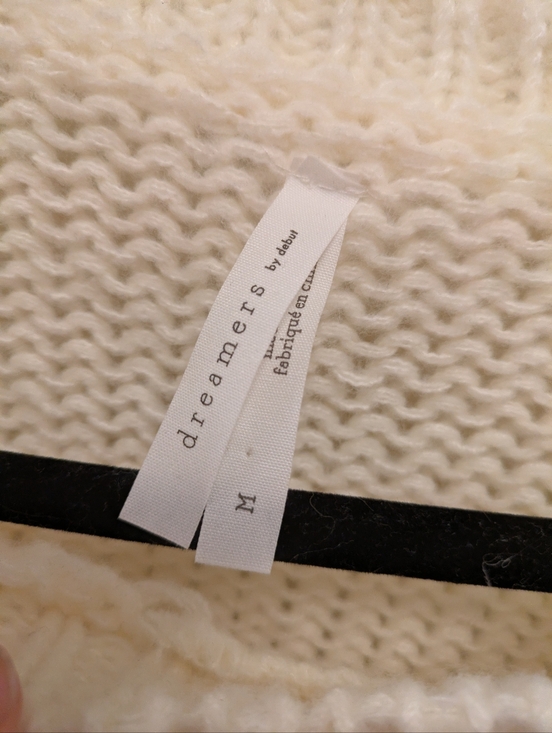 dreamers by debut
fabriqué en
M